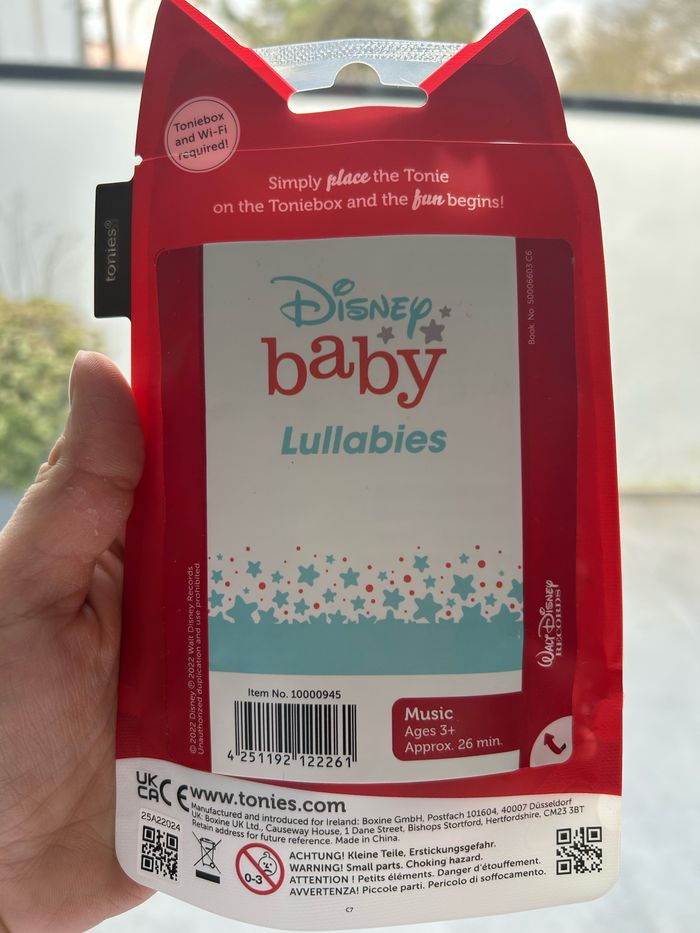 Toniebox
and Wi-Fi
required!
Simply place the Tonie
on the Toniebox and the fun begins!
tonies®
Disney
baby
Lullabies
Book No. S0006603 C6
© 2022 Disney ℗ 2022 Walt Disney Records
Unauthorized duplication and use prohibited.
WALT DISNEY
RECORDS
Item No. 10000945
4 251192 122261
Music
Ages 3+
Approx. 26 min.
UK
CA CE www.tonies.com
Manufactured and introduced for Ireland: Boxine GmbH, Postfach 101604, 40007 Düsseldorf
UK: Boxine UK Ltd., Causeway House, 1 Dane Street, Bishops Stortford, Hertfordshire, CM23 3BT
Retain address for future reference. Made in China.
25A22024
0-3
ACHTUNG! Kleine Teile, Erstickungsgefahr.
WARNING! Small parts. Choking hazard.
ATTENTION ! Petits éléments. Danger d'étouffement.
AVVERTENZA! Piccole parti. Pericolo di soffocamento.
C7